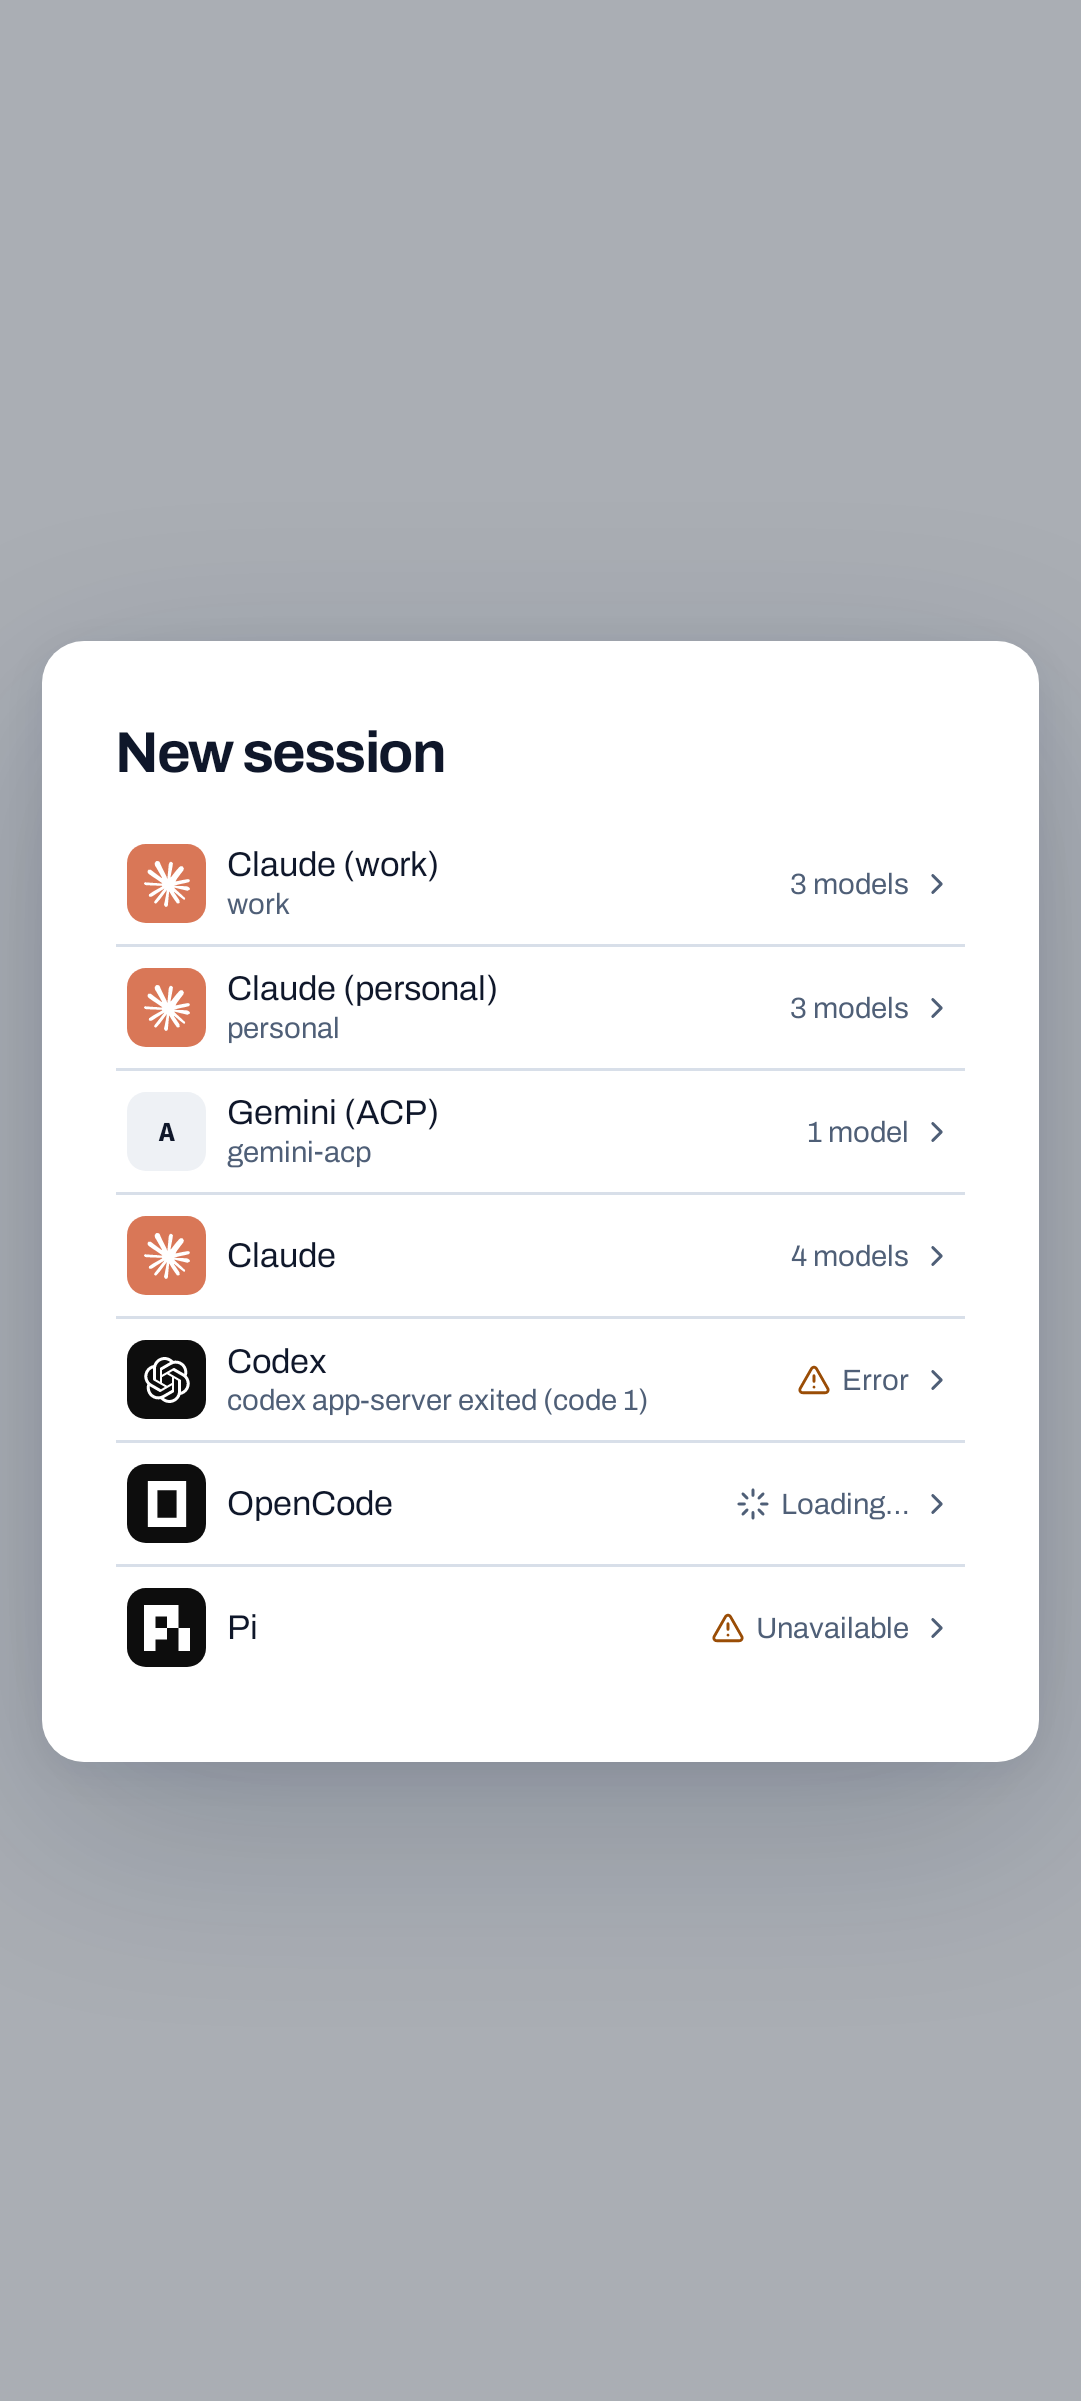 New session
Claude (work)
work
3 models
Claude (personal)
personal
3 models
A
Gemini (ACP)
gemini-acp
1 model
Claude
4 models
Codex
codex app-server exited (code 1)
Error
OpenCode
Loading...
Pi
Unavailable